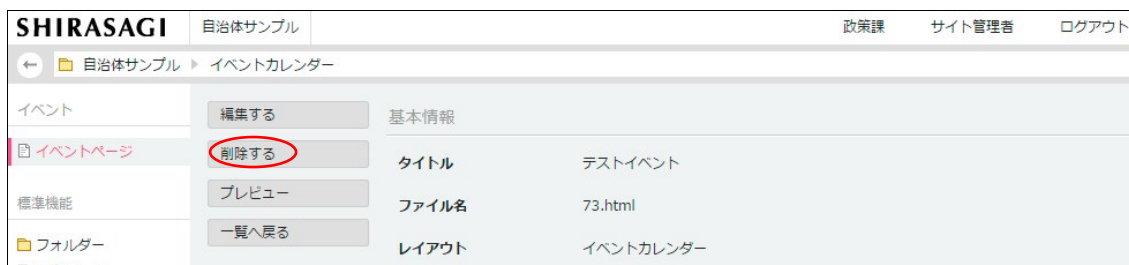 SHIRASAGI 自治体サンプル 政策課 サイト管理者 ログアウト
自治体サンプル イベントカレンダー
イベント
イベントページ
標準機能
フォルダー
編集する
削除する
プレビュー
一覧へ戻る
基本情報
タイトル テストイベント
ファイル名 73.html
レイアウト イベントカレンダー